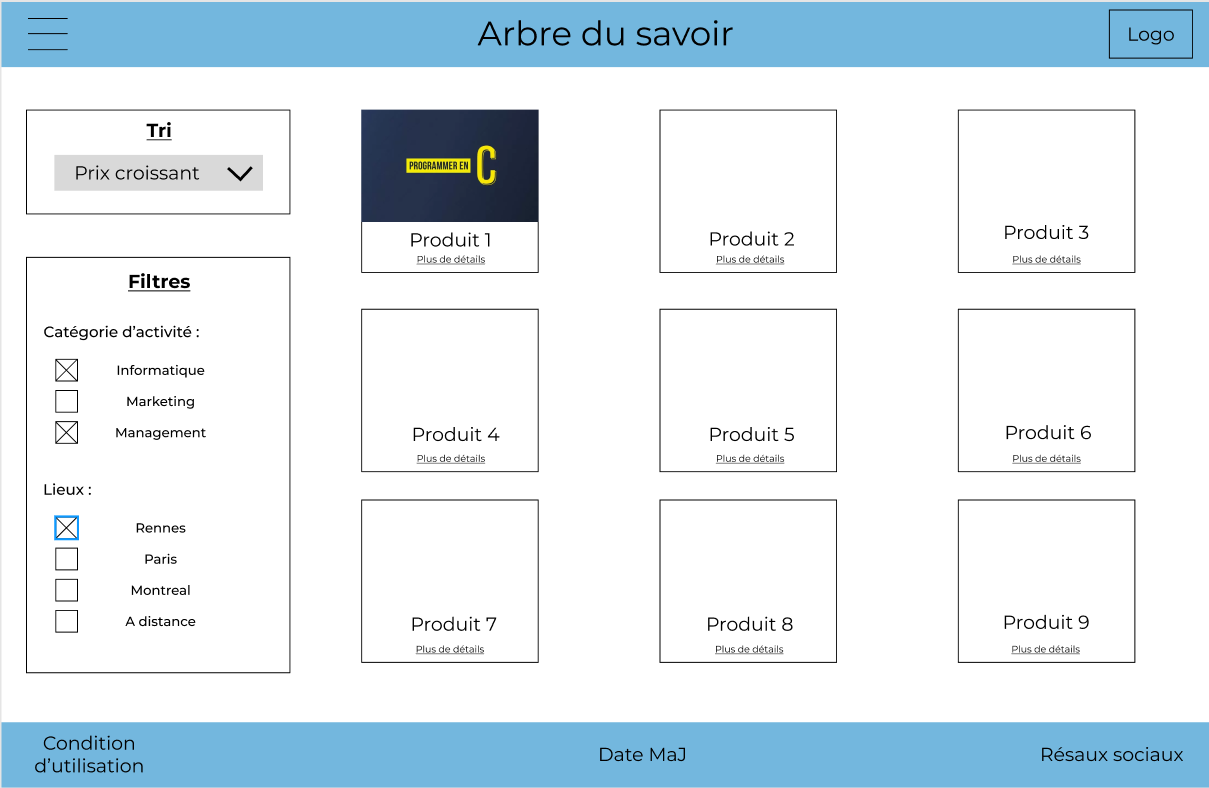 Arbre du savoir
Logo
Tri
Prix croissant
Filtres
Catégorie d’activité :
Informatique
Marketing
Management
Lieux :
Rennes
Paris
Montreal
A distance
PROGRAMMER EN C
Produit 1
Plus de détails
Produit 2
Plus de détails
Produit 3
Plus de détails
Produit 4
Plus de détails
Produit 5
Plus de détails
Produit 6
Plus de détails
Produit 7
Plus de détails
Produit 8
Plus de détails
Produit 9
Plus de détails
Condition
d’utilisation
Date MaJ
Résaux sociaux